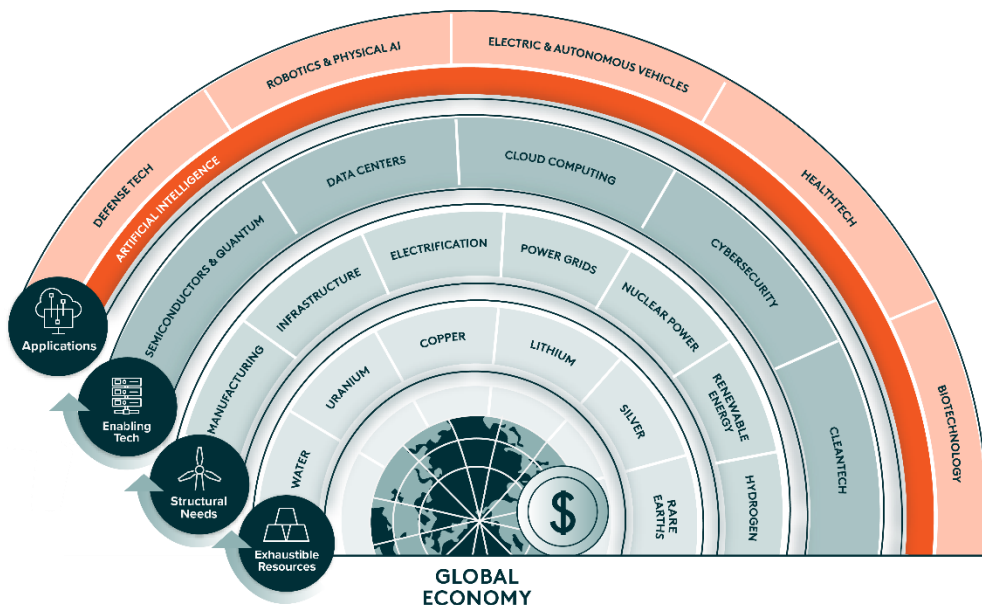 DEFENSE TECH
ROBOTICS & PHYSICAL AI
ELECTRIC & AUTONOMOUS VEHICLES
HEALTHTECH
BIOTECHNOLOGY
ARTIFICIAL INTELLIGENCE
SEMICONDUCTORS & QUANTUM
DATA CENTERS
CLOUD COMPUTING
CYBERSECURITY
CLEANTECH
MANUFACTURING
INFRASTRUCTURE
ELECTRIFICATION
POWER GRIDS
NUCLEAR POWER
RENEWABLE
ENERGY
HYDROGEN
WATER
URANIUM
COPPER
LITHIUM
SILVER
RARE
EARTHS
Applications
Enabling
Tech
Structural
Needs
Exhaustible
Resources
$
GLOBAL
ECONOMY